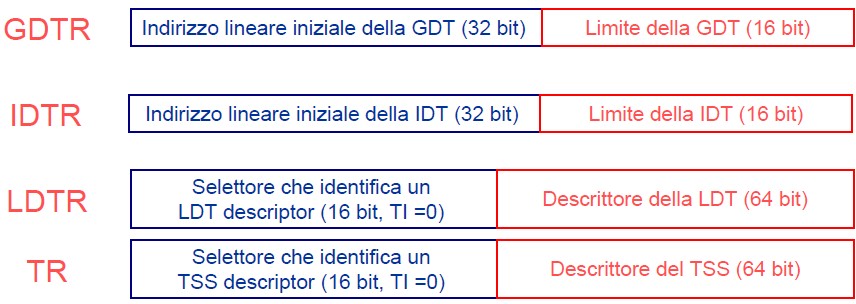 GDTR
Indirizzo lineare iniziale della GDT (32 bit)
Limite della GDT (16 bit)
IDTR
Indirizzo lineare iniziale della IDT (32 bit)
Limite della IDT (16 bit)
LDTR
Selettore che identifica un
LDT descriptor (16 bit, TI =0)
Descrittore della LDT (64 bit)
TR
Selettore che identifica un
TSS descriptor (16 bit, TI =0)
Descrittore del TSS (64 bit)